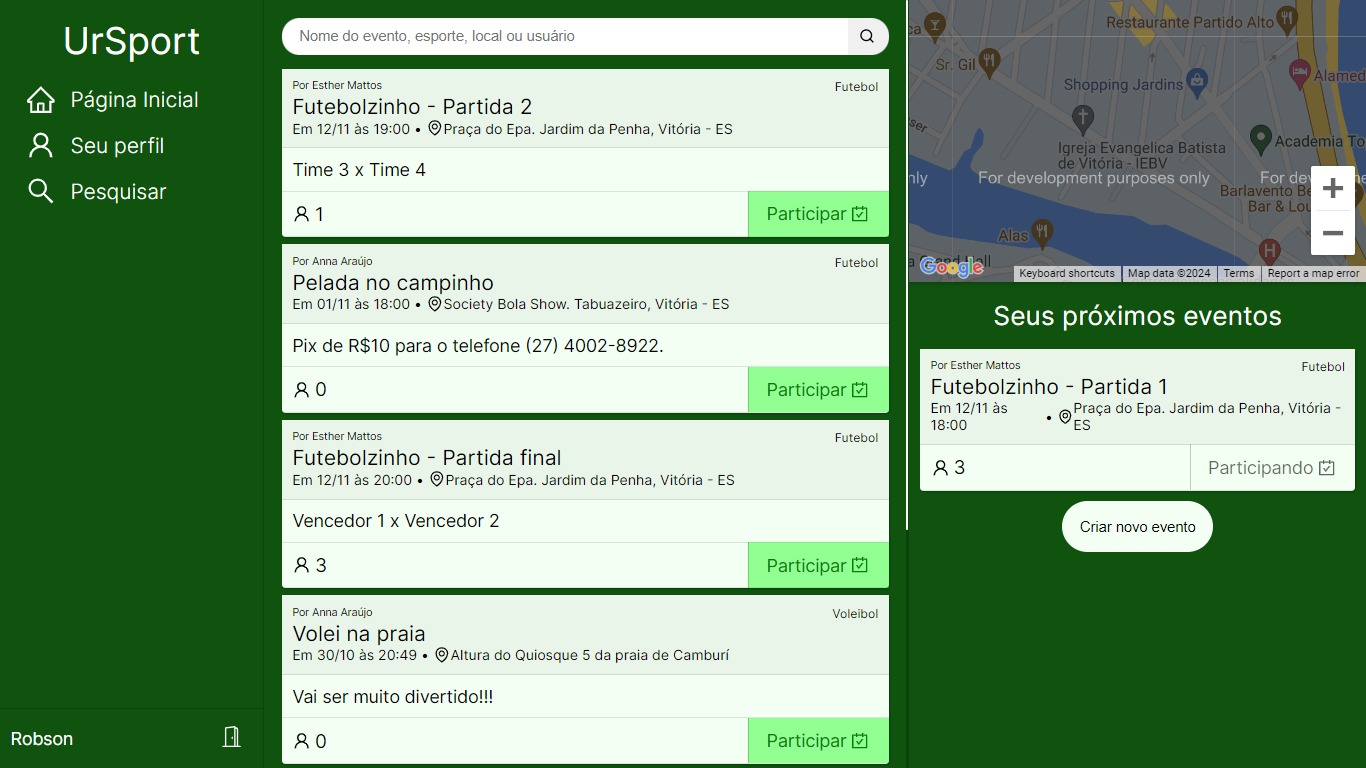 UrSport
Página Inicial
Seu perfil
Pesquisar
Robson
Nome do evento, esporte, local ou usuário
Por Esther Mattos
Futebol
Futebolzinho - Partida 2
Em 12/11 às 19:00 • Praça do Epa. Jardim da Penha, Vitória - ES
Time 3 x Time 4
1
Participar
Por Anna Araújo
Futebol
Pelada no campinho
Em 01/11 às 18:00 • Society Bola Show. Tabuazeiro, Vitória - ES
Pix de R$10 para o telefone (27) 4002-8922.
0
Participar
Por Esther Mattos
Futebol
Futebolzinho - Partida final
Em 12/11 às 20:00 • Praça do Epa. Jardim da Penha, Vitória - ES
Vencedor 1 x Vencedor 2
3
Participar
Por Anna Araújo
Voleibol
Volei na praia
Em 30/10 às 20:49 • Altura do Quiosque 5 da praia de Camburí
Vai ser muito divertido!!!
0
Participar
Restaurante Partido Alto
ca
Sr. Gil
Alamed
Shopping Jardins
ser
Igreja Evangelica Batista
de Vitória - IEBV
Academia To
nly
For development purposes only
For de
Barlavento Be
Bar & Lou
Alas
Google
Keyboard shortcuts
Map data ©2024
Terms
Report a map error
Seus próximos eventos
Por Esther Mattos
Futebol
Futebolzinho - Partida 1
Em 12/11 às
18:00
• Praça do Epa. Jardim da Penha, Vitória -
ES
3
Participando
Criar novo evento